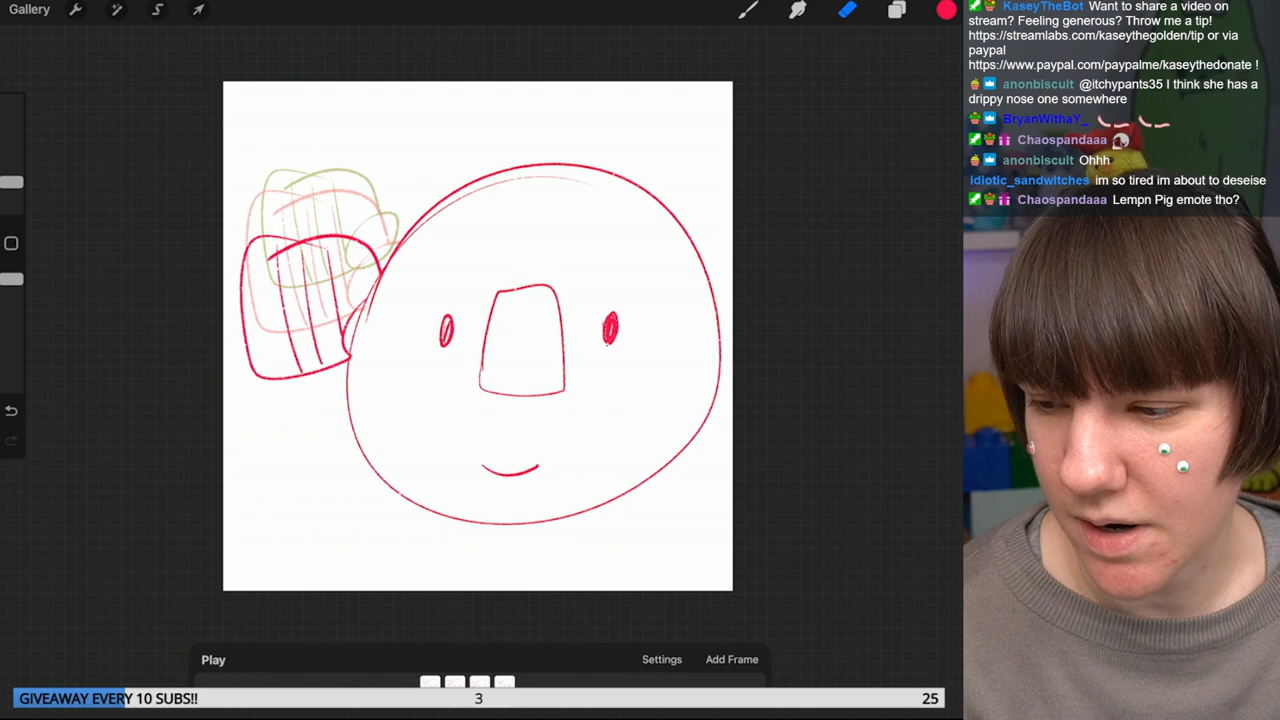 Gallery
KaseyTheBot Want to share a video on
stream? Feeling generous? Throw me a tip!
https://streamlabs.com/kaseythegolden/tip or via
paypal
https://www.paypal.com/paypalme/kaseythedonate !
anonbiscuit @itchypants35 I think she has a
drippy nose one somewhere
BryanWithaY_
Chaospandaaa
anonbiscuit Ohhh
idiotic_sandwitches im so tired im about to deseise
Chaospandaaa Lempn Pig emote tho?
Play
Settings
Add Frame
GIVEAWAY EVERY 10 SUBS!!
3
25